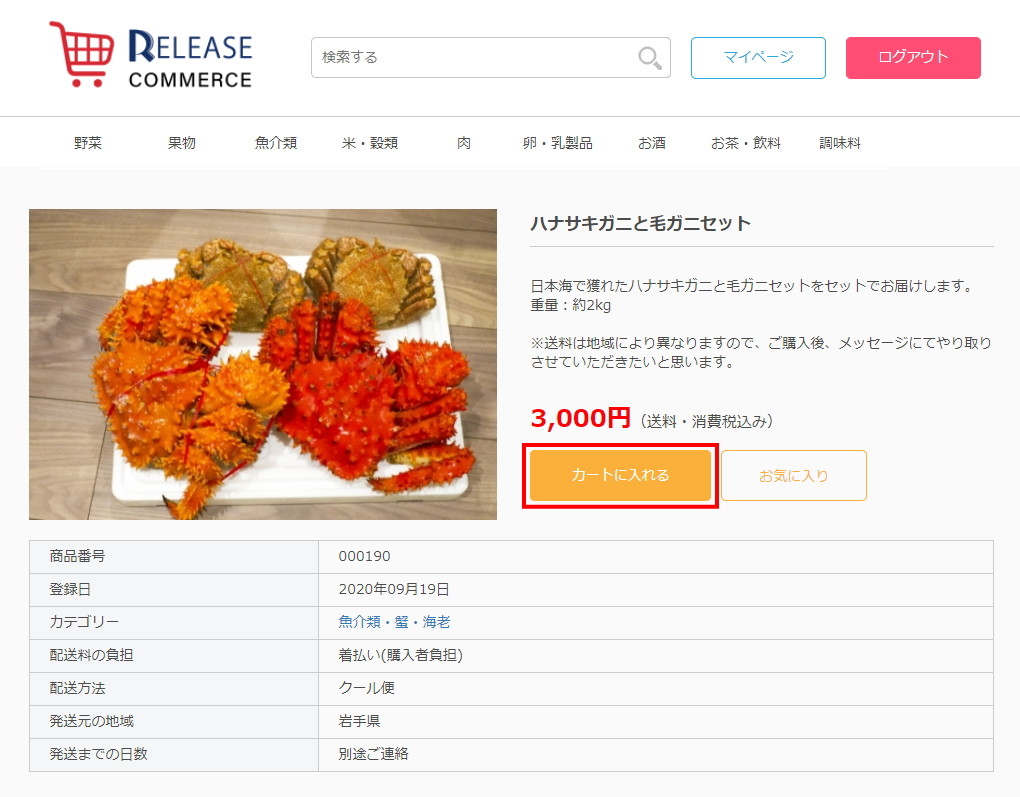 RELEASE
COMMERCE
検索する
マイページ
ログアウト
野菜 果物 魚介類 米・穀類 肉 卵・乳製品 お酒 お茶・飲料 調味料
ハナサキガニと毛ガニセット
日本海で獲れたハナサキガニと毛ガニセットをセットでお届けします。
重量：約2kg
※送料は地域により異なりますので、ご購入後、メッセージにてやり取り
させていただきたいと思います。
3,000円（送料・消費税込み）
カートに入れる
お気に入り
商品番号 000190
登録日 2020年09月19日
カテゴリー 魚介類・蟹・海老
配送料の負担 着払い(購入者負担)
配送方法 クール便
発送元の地域 岩手県
発送までの日数 別途ご連絡